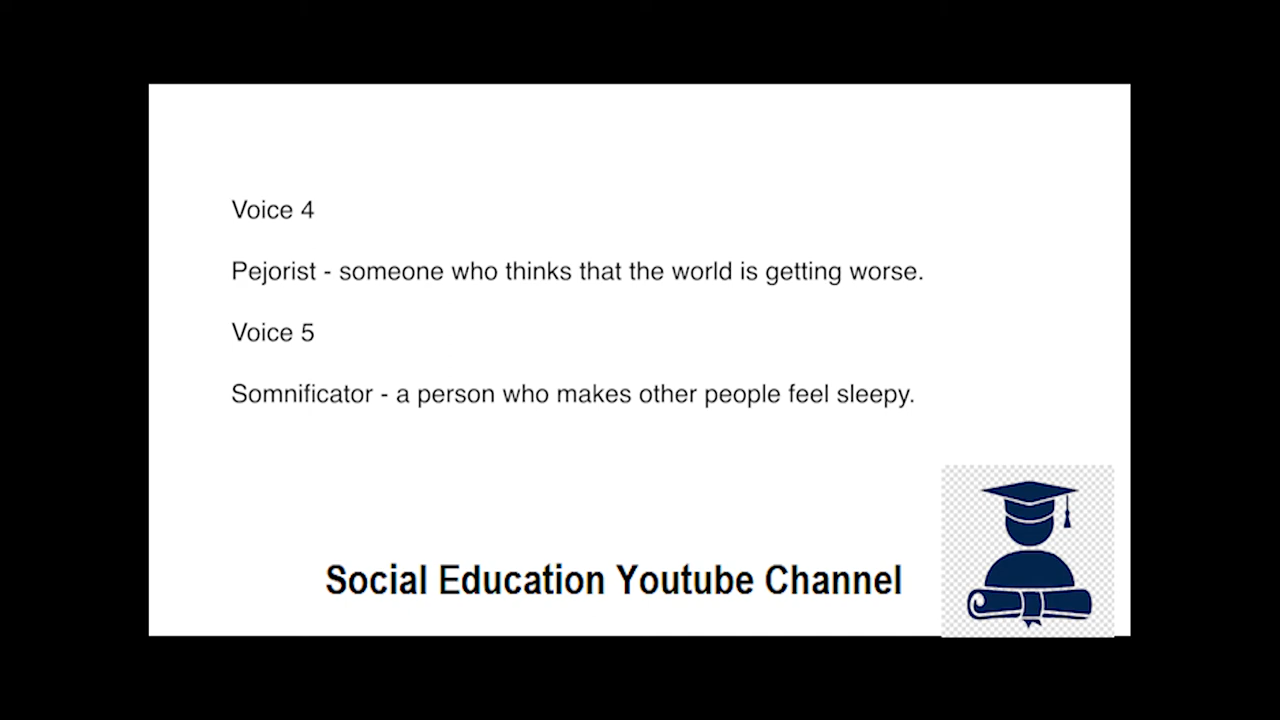 Voice 4
Pejorist - someone who thinks that the world is getting worse.
Voice 5
Somnificator - a person who makes other people feel sleepy.
Social Education Youtube Channel